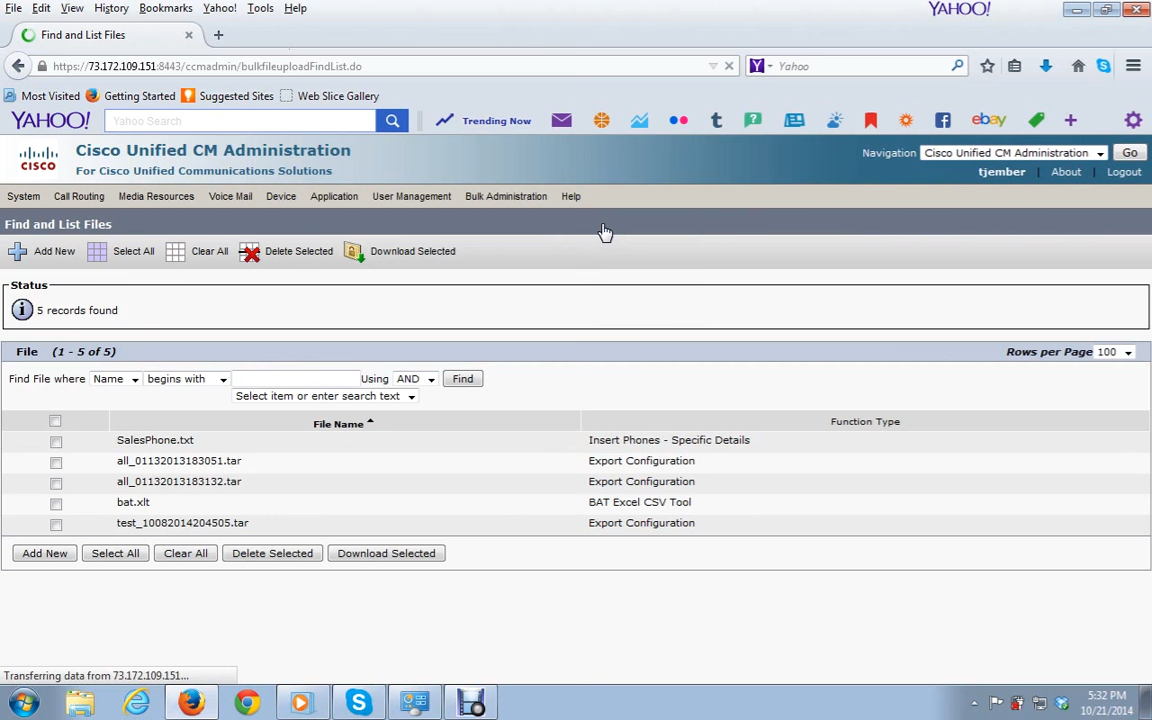 File Edit View History Bookmarks Yahoo! Tools Help
YAHOO!
Find and List Files
https://73.172.109.151:8443/ccmadmin/bulkfileuploadFindList.do
Yahoo
Most Visited Getting Started Suggested Sites Web Slice Gallery
YAHOO! Yahoo Search Trending Now ebay
Cisco Unified CM Administration
CISCO For Cisco Unified Communications Solutions
Navigation Cisco Unified CM Administration Go
tjember | About | Logout
System Call Routing Media Resources Voice Mail Device Application User Management Bulk Administration Help
Find and List Files
Add New Select All Clear All Delete Selected Download Selected
Status
5 records found
File (1 - 5 of 5) Rows per Page 100
Find File where Name begins with Using AND Find
Select item or enter search text
File Name Function Type
SalesPhone.txt Insert Phones - Specific Details
all_01132013183051.tar Export Configuration
all_01132013183132.tar Export Configuration
bat.xlt BAT Excel CSV Tool
test_10082014204505.tar Export Configuration
Add New Select All Clear All Delete Selected Download Selected
Transferring data from 73.172.109.151...
5:32 PM
10/21/2014